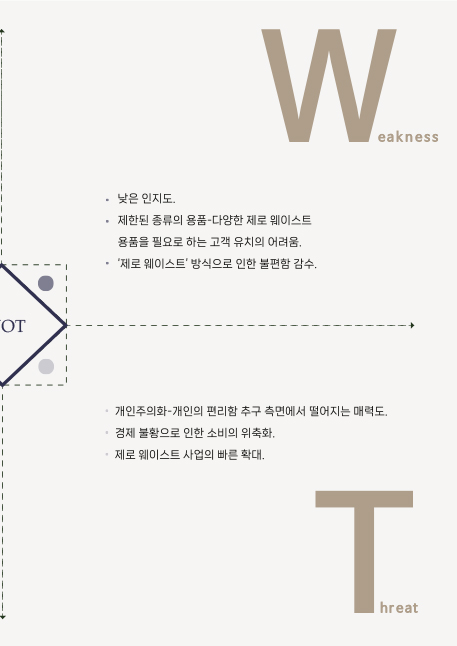 Weakness
• 낮은 인지도.
• 제한된 종류의 용품-다양한 제로 웨이스트
용품을 필요로 하는 고객 유치의 어려움.
• '제로 웨이스트' 방식으로 인한 불편함 감수.
OT
• 개인주의화-개인의 편리함 추구 측면에서 떨어지는 매력도.
• 경제 불황으로 인한 소비의 위축화.
• 제로 웨이스트 사업의 빠른 확대.
Threat